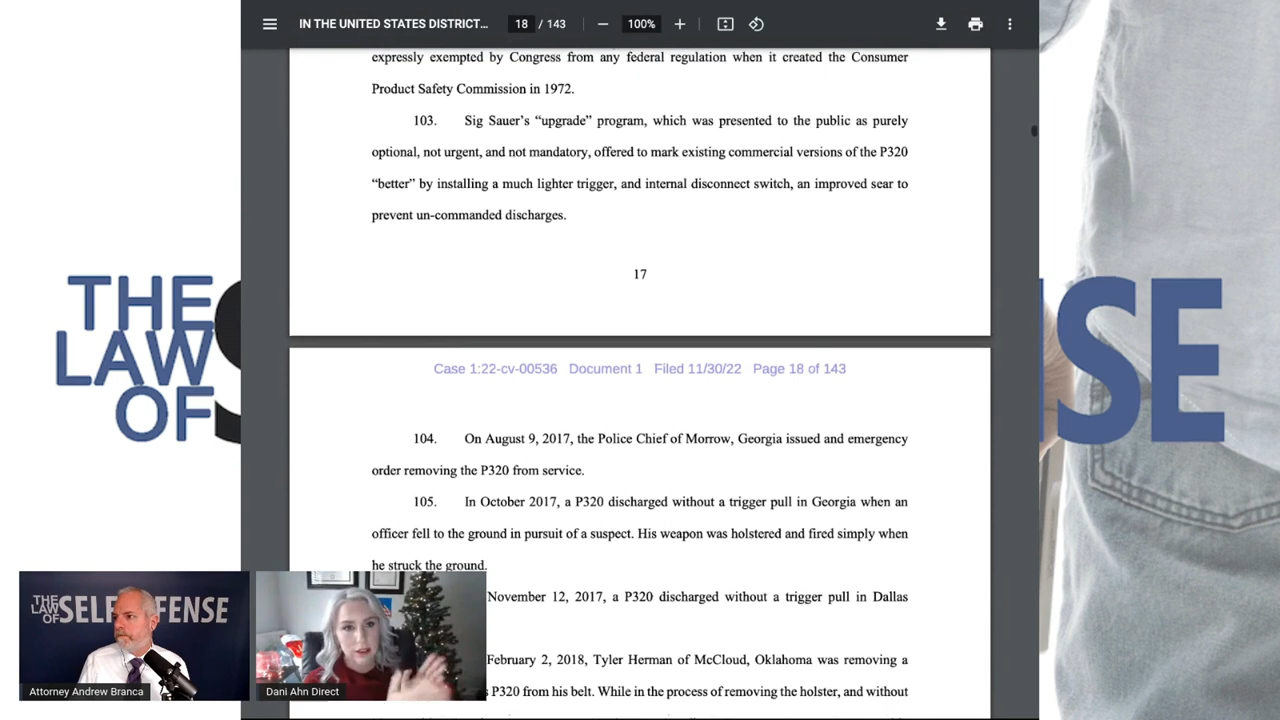 IN THE UNITED STATES DISTRICT...
18 / 143
100%
expressly exempted by Congress from any federal regulation when it created the Consumer
Product Safety Commission in 1972.
103. Sig Sauer’s “upgrade” program, which was presented to the public as purely
optional, not urgent, and not mandatory, offered to mark existing commercial versions of the P320
“better” by installing a much lighter trigger, and internal disconnect switch, an improved sear to
prevent un-commanded discharges.
17
Case 1:22-cv-00536 Document 1 Filed 11/30/22 Page 18 of 143
104. On August 9, 2017, the Police Chief of Morrow, Georgia issued and emergency
order removing the P320 from service.
105. In October 2017, a P320 discharged without a trigger pull in Georgia when an
officer fell to the ground in pursuit of a suspect. His weapon was holstered and fired simply when
he struck the ground.
November 12, 2017, a P320 discharged without a trigger pull in Dallas
February 2, 2018, Tyler Herman of McCloud, Oklahoma was removing a
P320 from his belt. While in the process of removing the holster, and without
THE
LAW
OF
SE
THE
LAW
OF
SELF
FENSE
Attorney Andrew Branca
Dani Ahn Direct